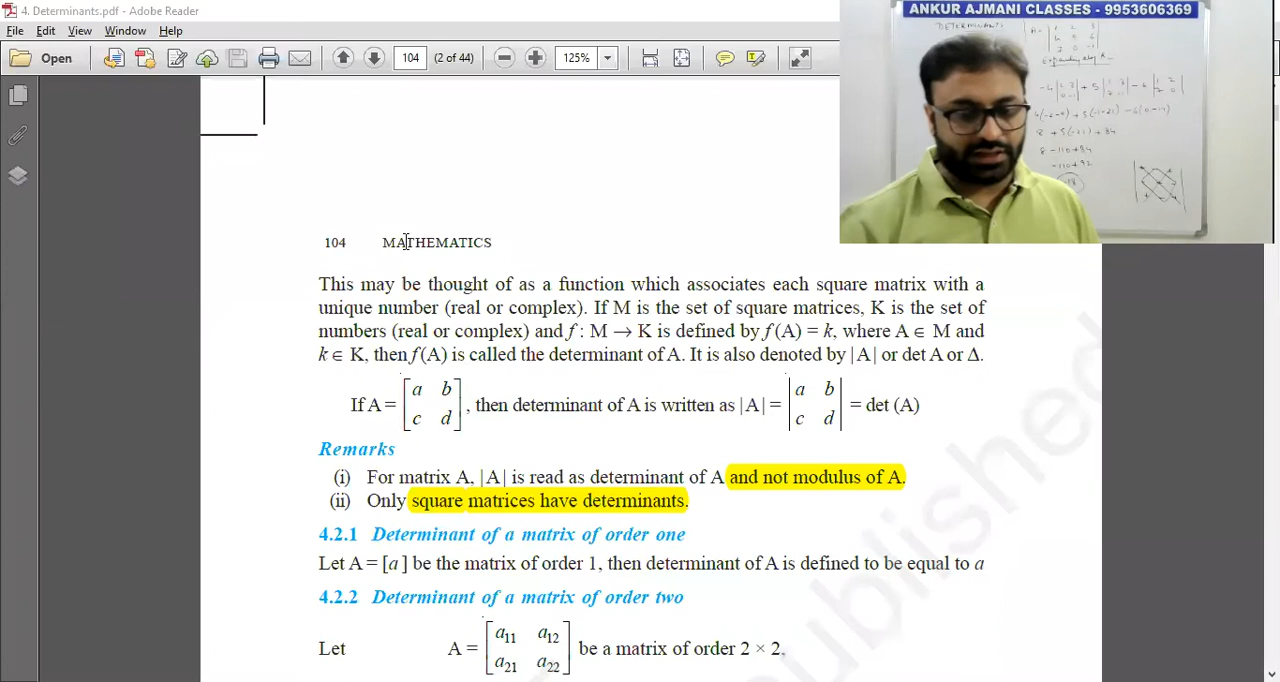 4. Determinants.pdf - Adobe Reader
File Edit View Window Help
Open 104 (2 of 44) 125%
ANKUR AJMANI CLASSES - 9953606369
DETERMINANTS
8 - 110 + 84
-110 + 92
104 MATHEMATICS
This may be thought of as a function which associates each square matrix with a
unique number (real or complex). If M is the set of square matrices, K is the set of
numbers (real or complex) and f : M → K is defined by f (A) = k, where A ∈ M and
k ∈ K, then f (A) is called the determinant of A. It is also denoted by |A| or det A or Δ.
If A = [a b; c d], then determinant of A is written as |A| = |a b; c d| = det (A)
Remarks
(i) For matrix A, |A| is read as determinant of A and not modulus of A.
(ii) Only square matrices have determinants.
4.2.1 Determinant of a matrix of order one
Let A = [a] be the matrix of order 1, then determinant of A is defined to be equal to a
4.2.2 Determinant of a matrix of order two
Let A = [a11 a12; a21 a22] be a matrix of order 2 × 2,
published